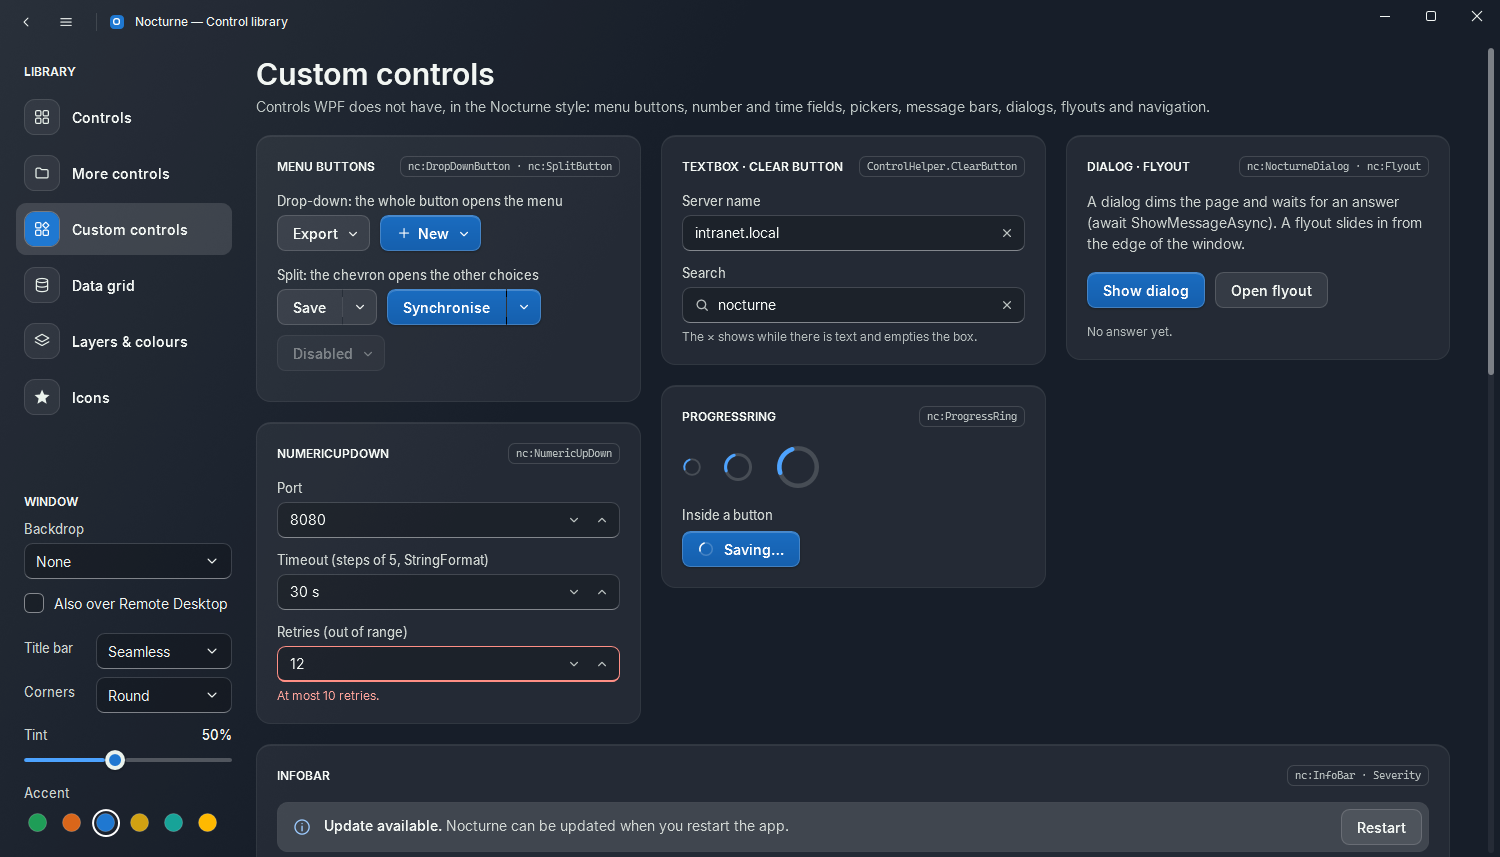 Nocturne — Control library
LIBRARY
Controls
More controls
Custom controls
Data grid
Layers & colours
Icons
WINDOW
Backdrop
None
Also over Remote Desktop
Title bar
Seamless
Corners
Round
Tint
50%
Accent
Custom controls
Controls WPF does not have, in the Nocturne style: menu buttons, number and time fields, pickers, message bars, dialogs, flyouts and navigation.
MENU BUTTONS
nc:DropDownButton · nc:SplitButton
Drop-down: the whole button opens the menu
Export
New
Split: the chevron opens the other choices
Save
Synchronise
Disabled
NUMERICUPDOWN
nc:NumericUpDown
Port
8080
Timeout (steps of 5, StringFormat)
30 s
Retries (out of range)
12
At most 10 retries.
TEXTBOX · CLEAR BUTTON
ControlHelper.ClearButton
Server name
intranet.local
Search
nocturne
The × shows while there is text and empties the box.
PROGRESSRING
nc:ProgressRing
Inside a button
Saving...
DIALOG · FLYOUT
nc:NocturneDialog · nc:Flyout
A dialog dims the page and waits for an answer
(await ShowMessageAsync). A flyout slides in from
the edge of the window.
Show dialog
Open flyout
No answer yet.
INFOBAR
nc:InfoBar · Severity
Update available. Nocturne can be updated when you restart the app.
Restart